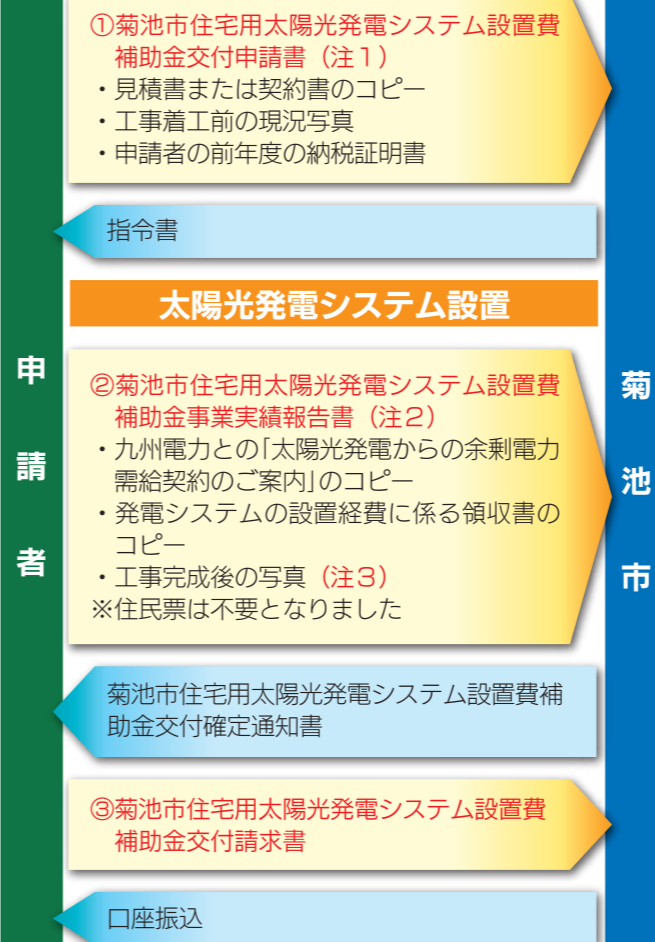 ①菊池市住宅用太陽光発電システム設置費
補助金交付申請書（注１）
・見積書または契約書のコピー
・工事着工前の現況写真
・申請者の前年度の納税証明書
指令書
太陽光発電システム設置
申請者
②菊池市住宅用太陽光発電システム設置費
補助金事業実績報告書（注２）
・九州電力との「太陽光発電からの余剰電力
需給契約のご案内」のコピー
・発電システムの設置経費に係る領収書の
コピー
・工事完成後の写真（注３）
※住民票は不要となりました
菊池市
菊池市住宅用太陽光発電システム設置費補
助金交付確定通知書
③菊池市住宅用太陽光発電システム設置費
補助金交付請求書
口座振込